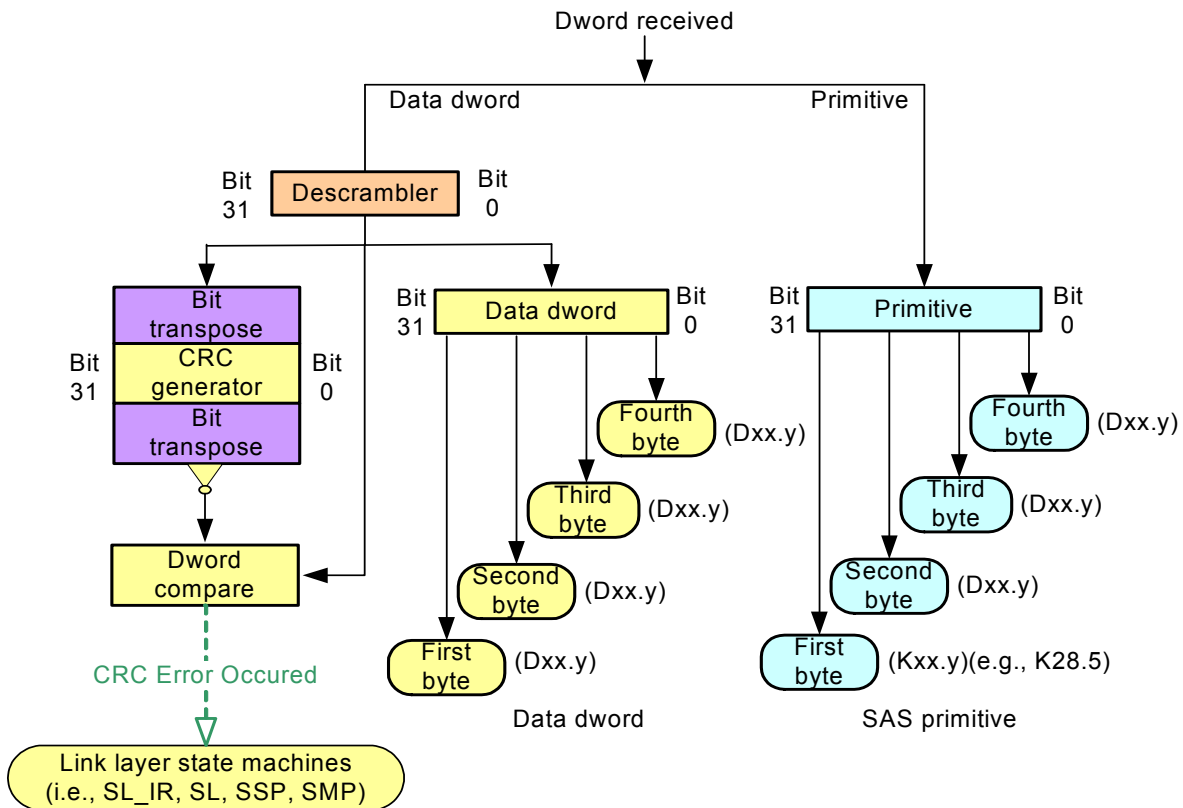 Dword received
Data dword
Primitive
Bit
31
Descrambler
Bit
0
Bit
transpose
Bit
31
CRC
generator
Bit
0
Bit
transpose
Bit
31
Data dword
Bit
0
Bit
31
Primitive
Bit
0
Fourth
byte
(Dxx.y)
Fourth
byte
(Dxx.y)
Third
byte
(Dxx.y)
Third
byte
(Dxx.y)
Dword
compare
Second
byte
(Dxx.y)
Second
byte
(Dxx.y)
First
byte
(Dxx.y)
First
byte
(Kxx.y)(e.g., K28.5)
CRC Error Occured
Data dword
SAS primitive
Link layer state machines
(i.e., SL_IR, SL, SSP, SMP)